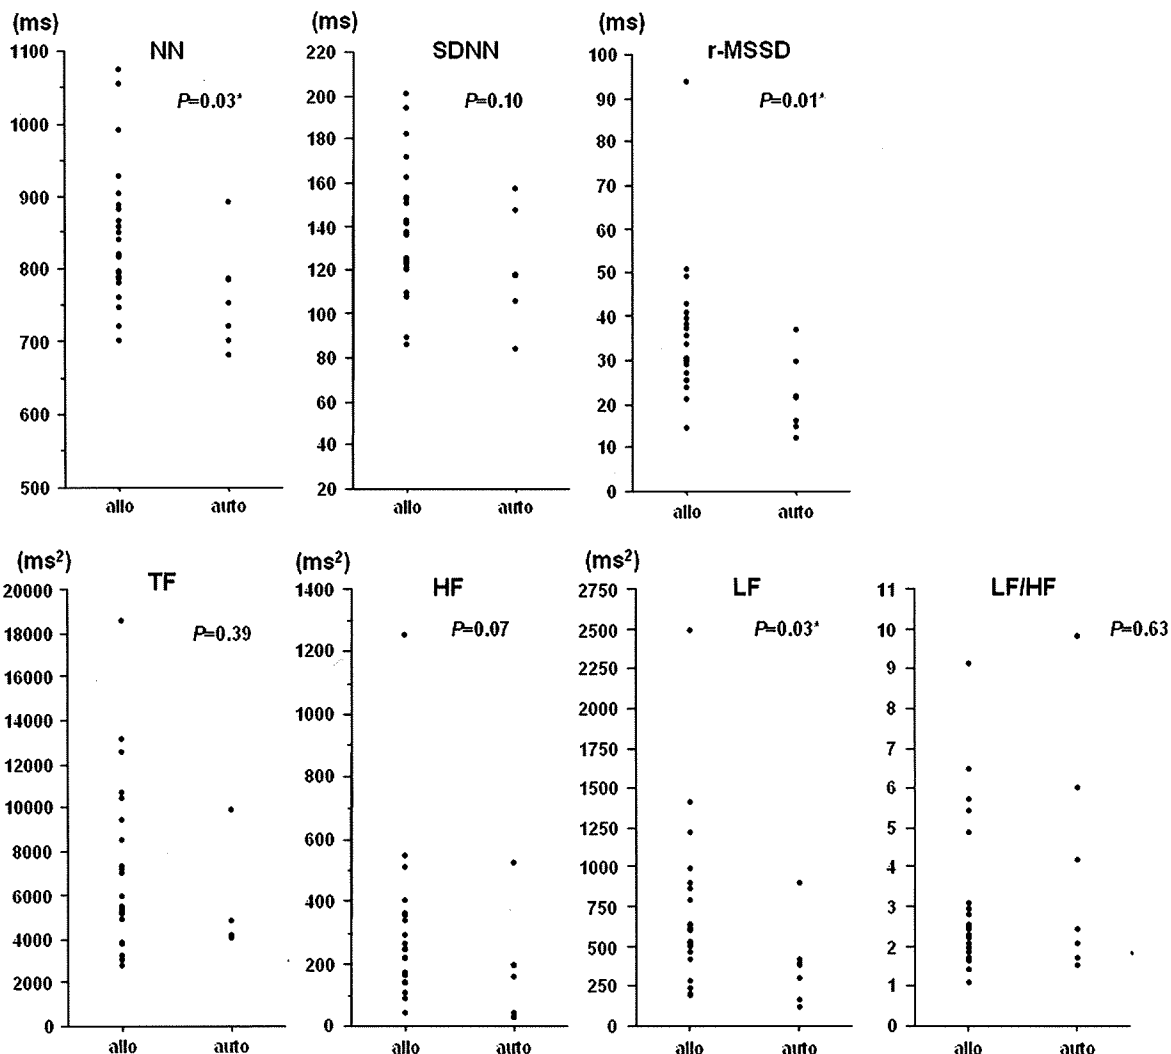 (ms)
NN
P=0.03*
1100
1000
900
800
700
600
500
allo auto
(ms)
SDNN
P=0.10
220
200
180
160
140
120
100
80
60
40
20
allo auto
(ms)
r-MSSD
P=0.01*
100
90
80
70
60
50
40
30
20
10
0
allo auto
(ms²)
TF
P=0.39
20000
18000
16000
14000
12000
10000
8000
6000
4000
2000
0
allo auto
(ms²)
HF
P=0.07
1400
1200
1000
800
600
400
200
0
allo auto
(ms²)
LF
P=0.03*
2750
2500
2250
2000
1750
1500
1250
1000
750
500
250
0
allo auto
LF/HF
P=0.63
11
10
9
8
7
6
5
4
3
2
1
0
allo auto